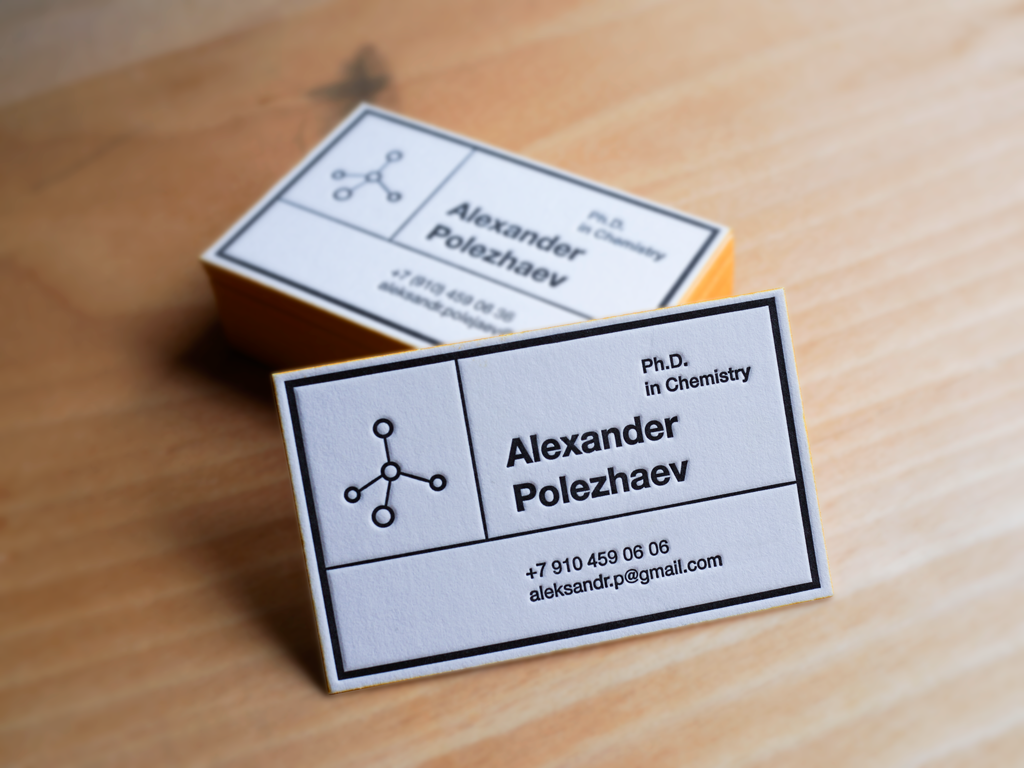 Ph.D.
in Chemistry
Alexander
Polezhaev
+7 (910) 459 06 36
Ph.D.
in Chemistry
Alexander
Polezhaev
+7 910 459 06 06
aleksandr.p@gmail.com